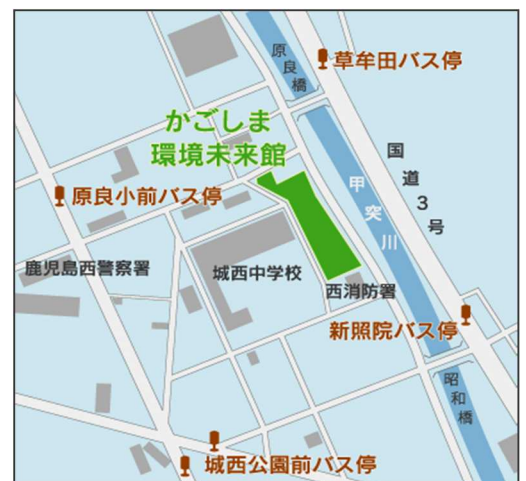 原良橋
草牟田バス停
かごしま
環境未来館
国道3号
甲突川
原良小前バス停
鹿児島西警察署
城西中学校
西消防署
新照院バス停
昭和橋
城西公園前バス停